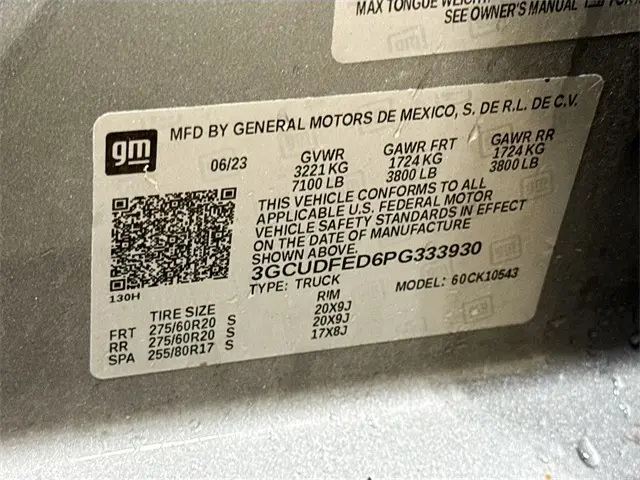 MAX TONGUE WEIGHT
SEE OWNER'S MANUAL
gm
MFD BY GENERAL MOTORS DE MEXICO, S. DE R.L. DE C.V.
06/23 GVWR GAWR FRT GAWR RR
3221 KG 1724 KG 1724 KG
7100 LB 3800 LB 3800 LB
THIS VEHICLE CONFORMS TO ALL
APPLICABLE U.S. FEDERAL MOTOR
VEHICLE SAFETY STANDARDS IN EFFECT
ON THE DATE OF MANUFACTURE
SHOWN ABOVE.
3GCUDFED6PG333930
TYPE: TRUCK MODEL: 60CK10543
130H
TIRE SIZE RIM
FRT 275/60R20 S 20X9J
RR 275/60R20 S 20X9J
SPA 255/80R17 S 17X8J